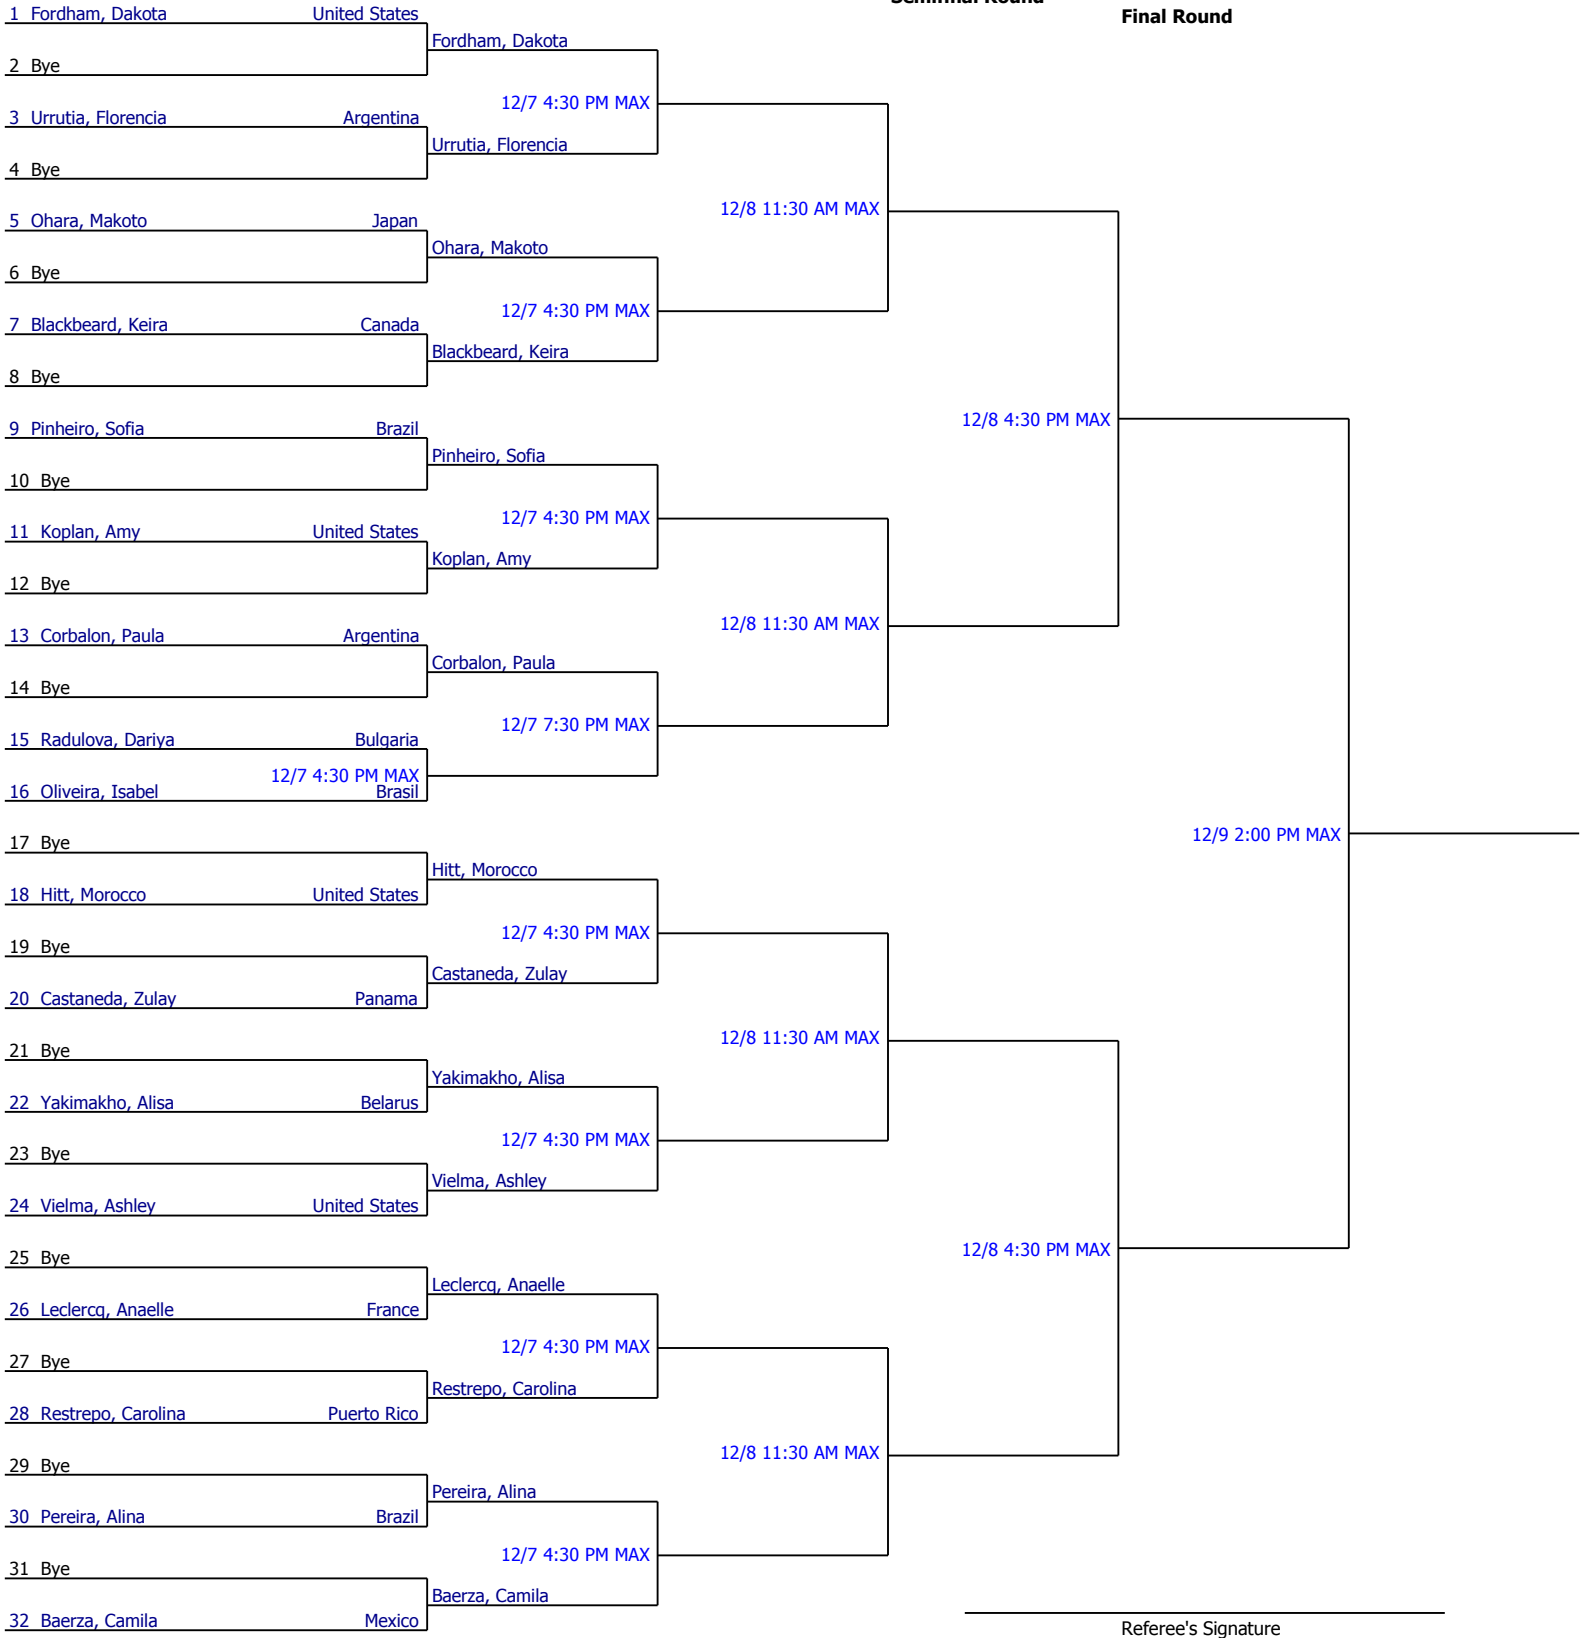 Semifinal Round
Final Round
1 Fordham, Dakota United States
Fordham, Dakota
2 Bye
12/7 4:30 PM MAX
3 Urrutia, Florencia Argentina
Urrutia, Florencia
4 Bye
12/8 11:30 AM MAX
5 Ohara, Makoto Japan
Ohara, Makoto
6 Bye
12/7 4:30 PM MAX
7 Blackbeard, Keira Canada
Blackbeard, Keira
8 Bye
12/8 4:30 PM MAX
9 Pinheiro, Sofia Brazil
Pinheiro, Sofia
10 Bye
12/7 4:30 PM MAX
11 Koplan, Amy United States
Koplan, Amy
12 Bye
12/8 11:30 AM MAX
13 Corbalon, Paula Argentina
Corbalon, Paula
14 Bye
12/7 7:30 PM MAX
15 Radulova, Dariya Bulgaria
12/7 4:30 PM MAX
16 Oliveira, Isabel Brasil
12/9 2:00 PM MAX
17 Bye
Hitt, Morocco
18 Hitt, Morocco United States
12/7 4:30 PM MAX
19 Bye
Castaneda, Zulay
20 Castaneda, Zulay Panama
12/8 11:30 AM MAX
21 Bye
Yakimakho, Alisa
22 Yakimakho, Alisa Belarus
12/7 4:30 PM MAX
23 Bye
Vielma, Ashley
24 Vielma, Ashley United States
12/8 4:30 PM MAX
25 Bye
Leclercq, Anaelle
26 Leclercq, Anaelle France
12/7 4:30 PM MAX
27 Bye
Restrepo, Carolina
28 Restrepo, Carolina Puerto Rico
12/8 11:30 AM MAX
29 Bye
Pereira, Alina
30 Pereira, Alina Brazil
12/7 4:30 PM MAX
31 Bye
Baerza, Camila
32 Baerza, Camila Mexico
Referee's Signature